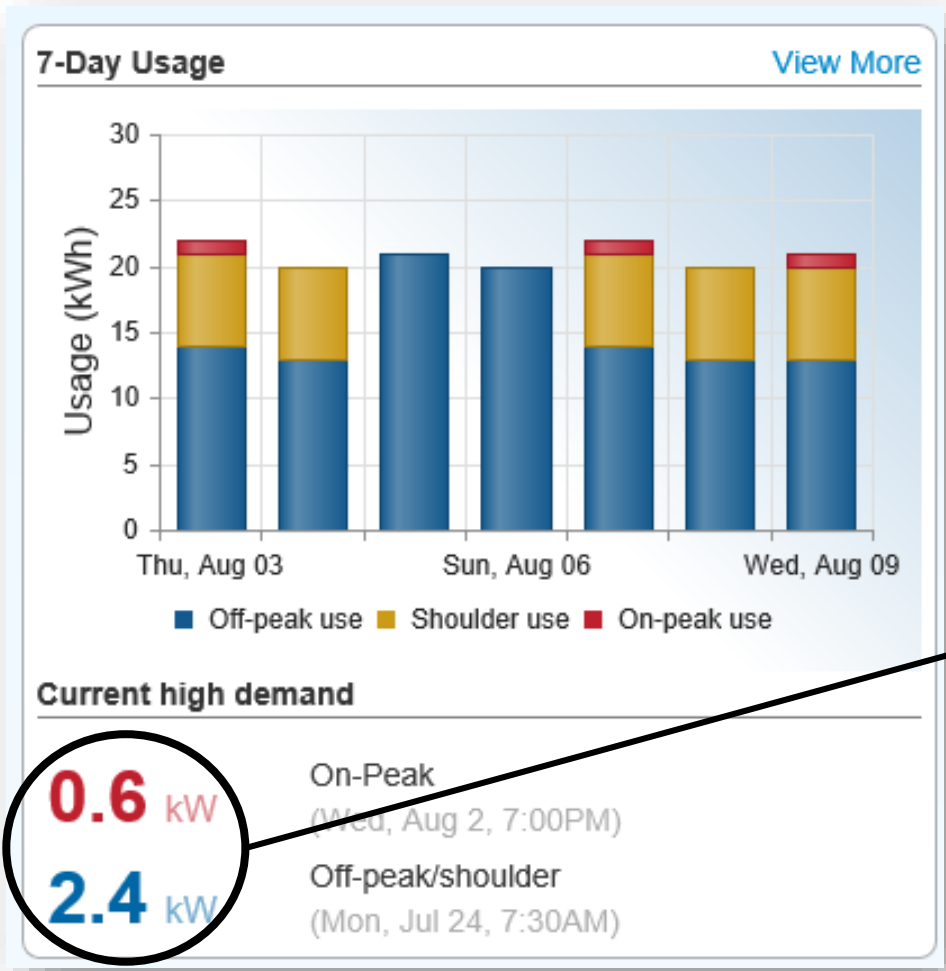 7-Day Usage View More
30
25
20
15
10
5
0
Usage (kWh)
Thu, Aug 03 Sun, Aug 06 Wed, Aug 09
Off-peak use Shoulder use On-peak use
Current high demand
0.6 kW On-Peak
(Wed, Aug 2, 7:00PM)
2.4 kW Off-peak/shoulder
(Mon, Jul 24, 7:30AM)